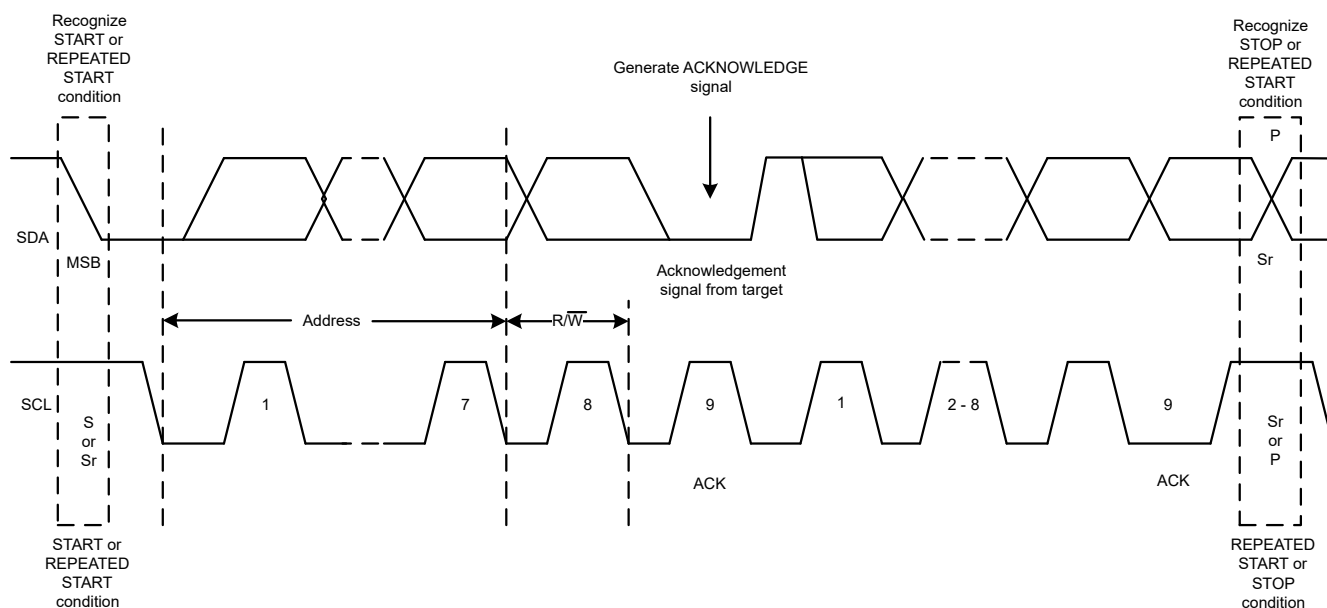 Recognize
START or
REPEATED
START
condition
Recognize
STOP or
REPEATED
START
condition
Generate ACKNOWLEDGE
signal
P
SDA
MSB
Acknowledgement
signal from target
Sr
Address
R/W̅
SCL
S
or
Sr
1
7
8
9
1
2 - 8
9
Sr
or
P
ACK
ACK
START or
REPEATED
START
condition
REPEATED
START or
STOP
condition